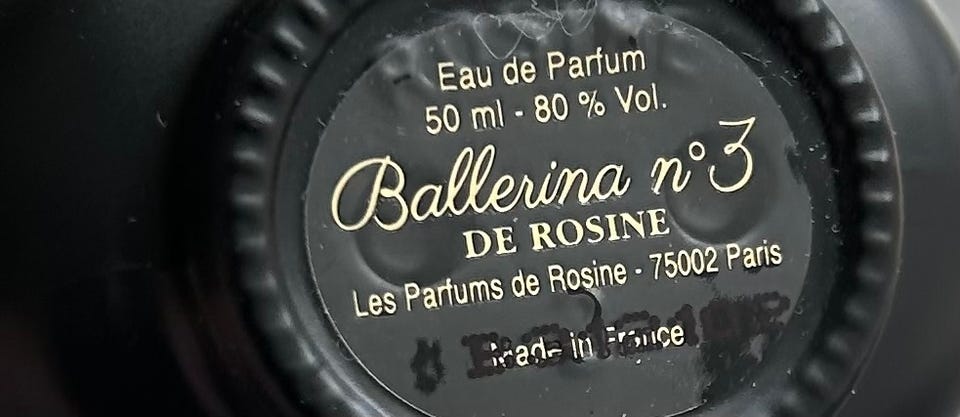 Eau de Parfum
50 ml - 80 % Vol.
Ballerina n°3
DE ROSINE
Les Parfums de Rosine - 75002 Paris
Made in France